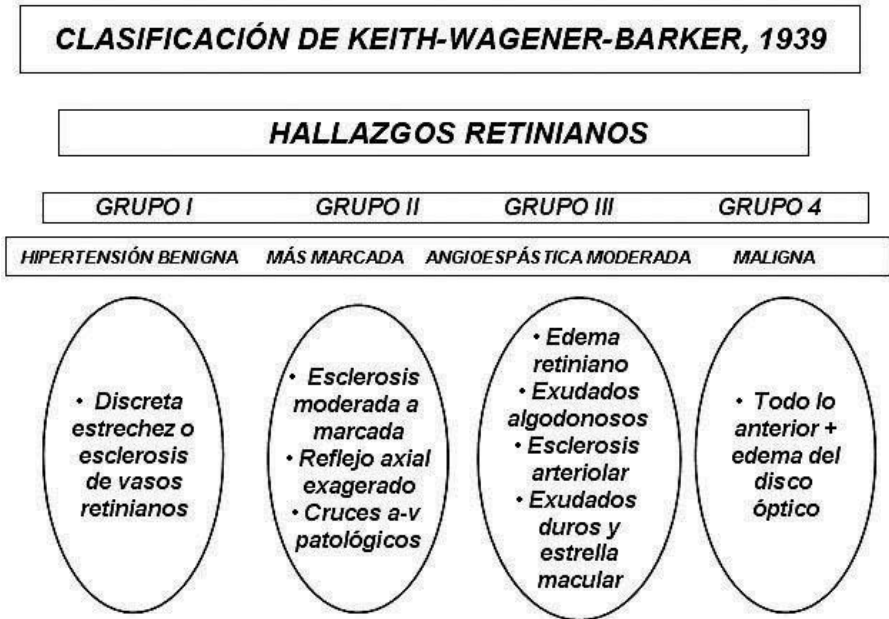 CLASIFICACIÓN DE KEITH-WAGENER-BARKER, 1939
HALLAZGOS RETINIANOS
GRUPO I GRUPO II GRUPO III GRUPO 4
HIPERTENSIÓN BENIGNA MÁS MARCADA ANGIOESPÁSTICA MODERADA MALIGNA
• Discreta
estrechez o
esclerosis
de vasos
retinianos
• Esclerosis
moderada a
marcada
• Reflejo axial
exagerado
• Cruces a-v
patológicos
• Edema
retiniano
• Exudados
algodonosos
• Esclerosis
arteriolar
• Exudados
duros y
estrella
macular
• Todo lo
anterior +
edema del
disco
óptico